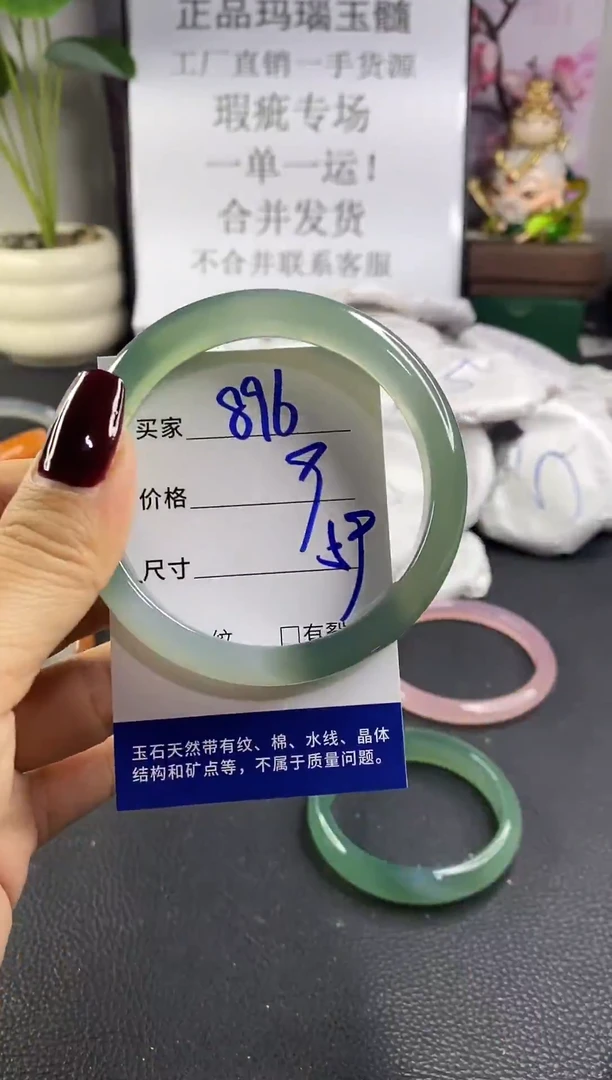 正品玛瑙玉髓
工厂直销一手货源
瑕疵专场
一单一运！
合并发货
不合并联系客服
买家 896
价格
尺寸
纹 □有裂
玉石天然带有纹、棉、水线、晶体
结构和矿点等，不属于质量问题。